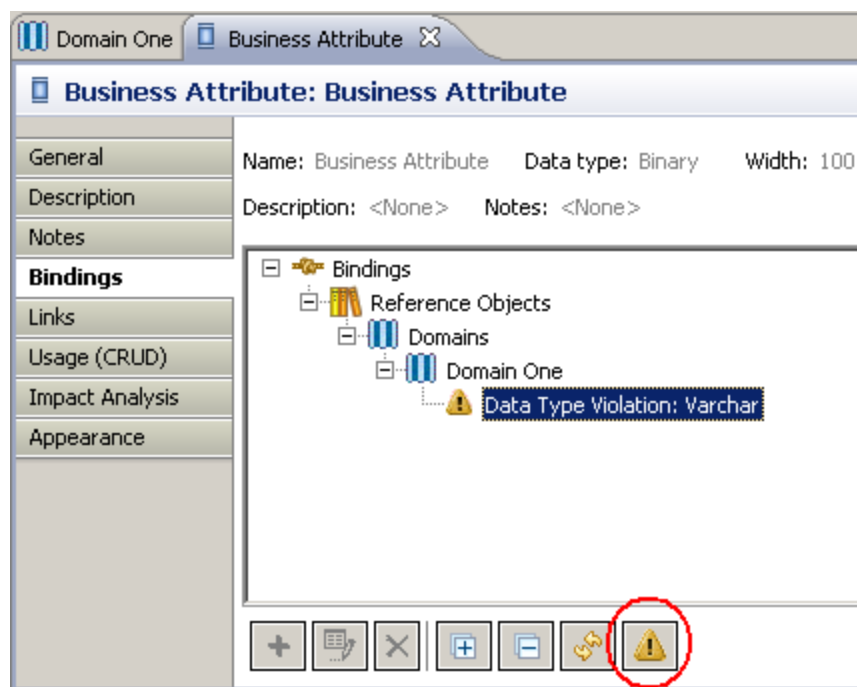 Domain One Business Attribute
Business Attribute: Business Attribute
General
Description
Notes
Bindings
Links
Usage (CRUD)
Impact Analysis
Appearance
Name: Business Attribute Data type: Binary Width: 100
Description: <None> Notes: <None>
Bindings
Reference Objects
Domains
Domain One
Data Type Violation: Varchar